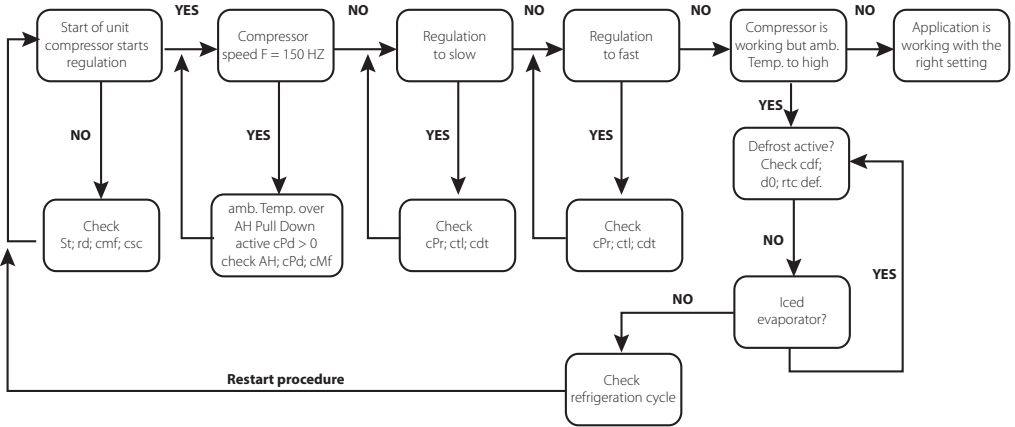 YES
NO
NO
NO
NO
Start of unit
compressor starts
regulation
Compressor
speed F = 150 HZ
Regulation
to slow
Regulation
to fast
Compressor is
working but amb.
Temp. to high
Application is
working with the
right setting
NO
YES
YES
YES
YES
Defrost active?
Check cdf;
d0; rtc def.
Check
St; rd; cmf; csc
amb. Temp. over
AH Pull Down
active cPd > 0
check AH; cPd; cMf
Check
cPr; ctl; cdt
Check
cPr; ctl; cdt
NO
YES
NO
Iced
evaporator?
Restart procedure
Check
refrigeration cycle